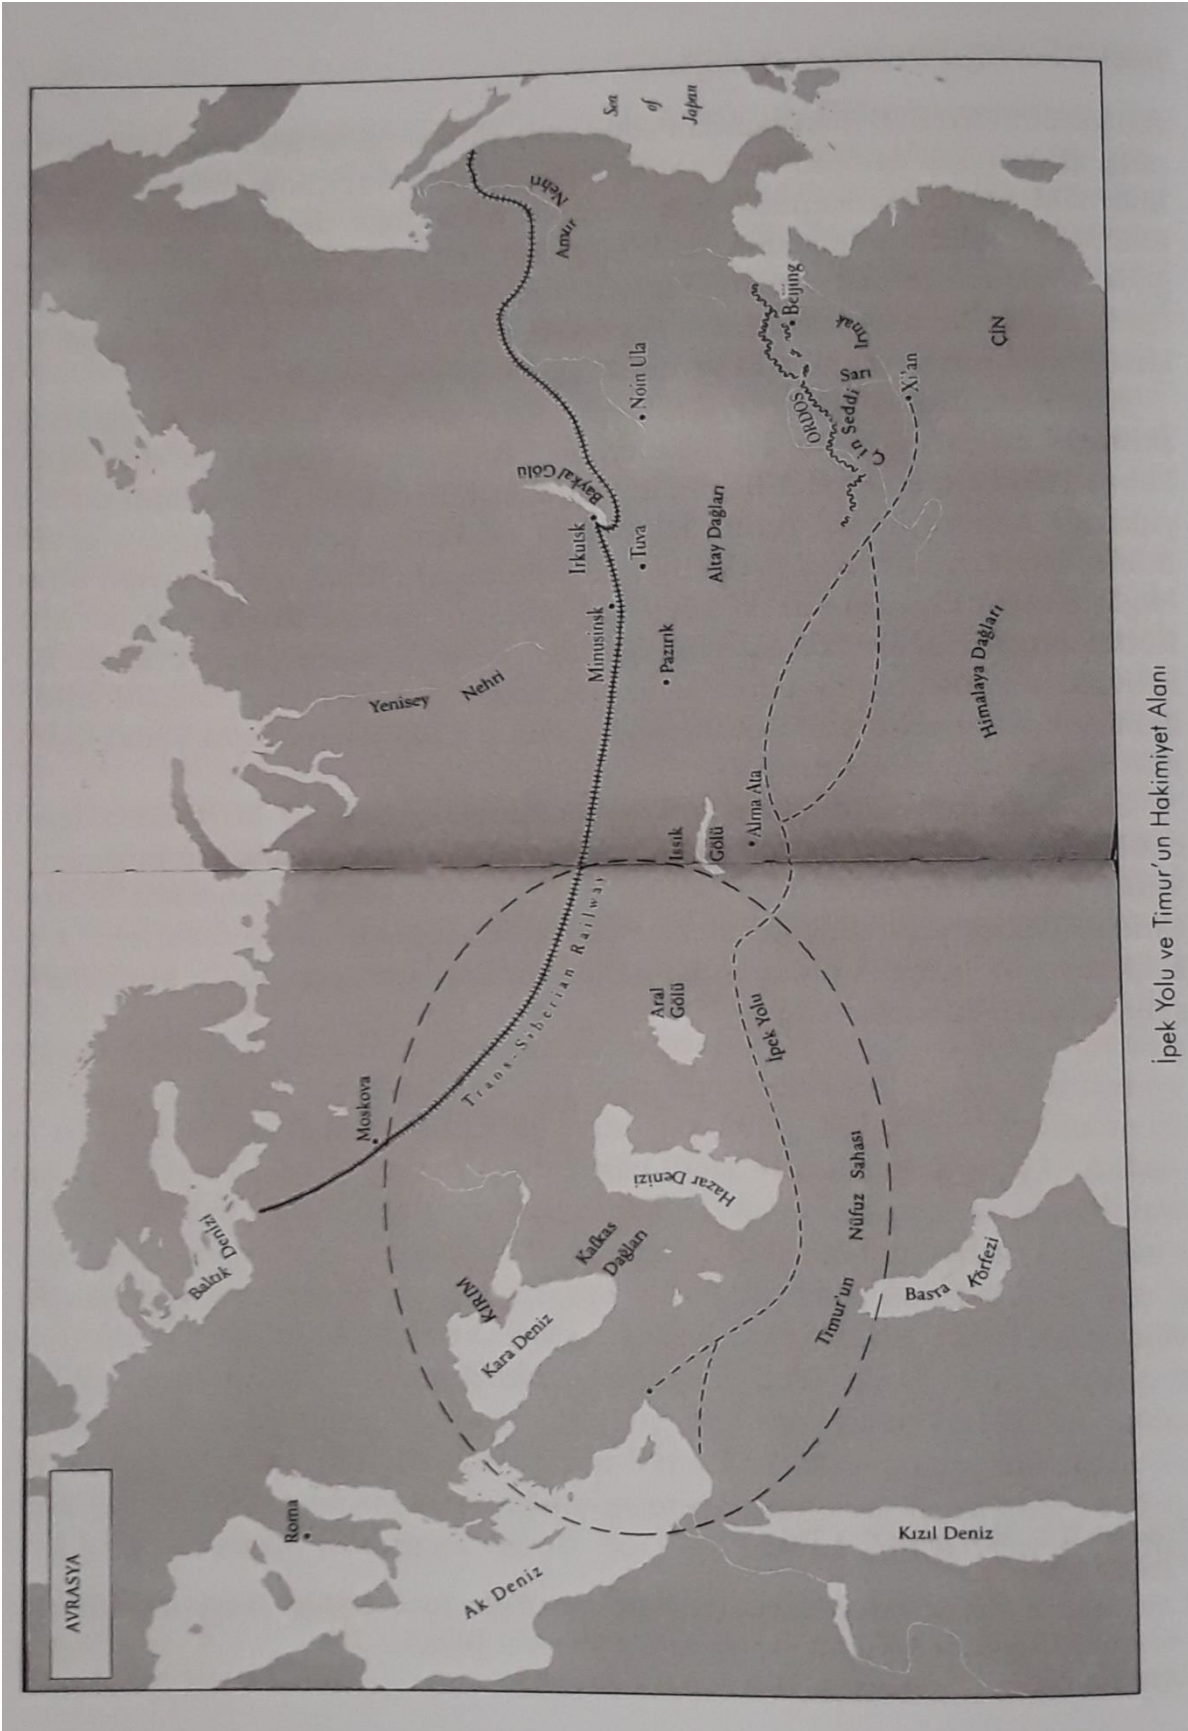 AVRASYA
Sea
of
Japan
Amur
Nehri
Baykal Gölü
Irkutsk
Noin Ula
Tuva
Minusinsk
Pazırık
Yenisey
Nehri
Altay Dağları
Beijing
Sarı
Irmak
ORDOS
Çin Seddi
Xi'an
ÇİN
Himalaya Dağları
Alma Ata
Issık
Gölü
Trans-Siberian Railway
Moskova
Baltık
Denizi
Aral
Gölü
İpek Yolu
Hazar Denizi
Kafkas
Dağları
KIRIM
Kara Deniz
Timur'un Nüfuz Sahası
Basra
Körfezi
Roma
Ak Deniz
Kızıl Deniz
İpek Yolu ve Timur'un Hakimiyet Alanı